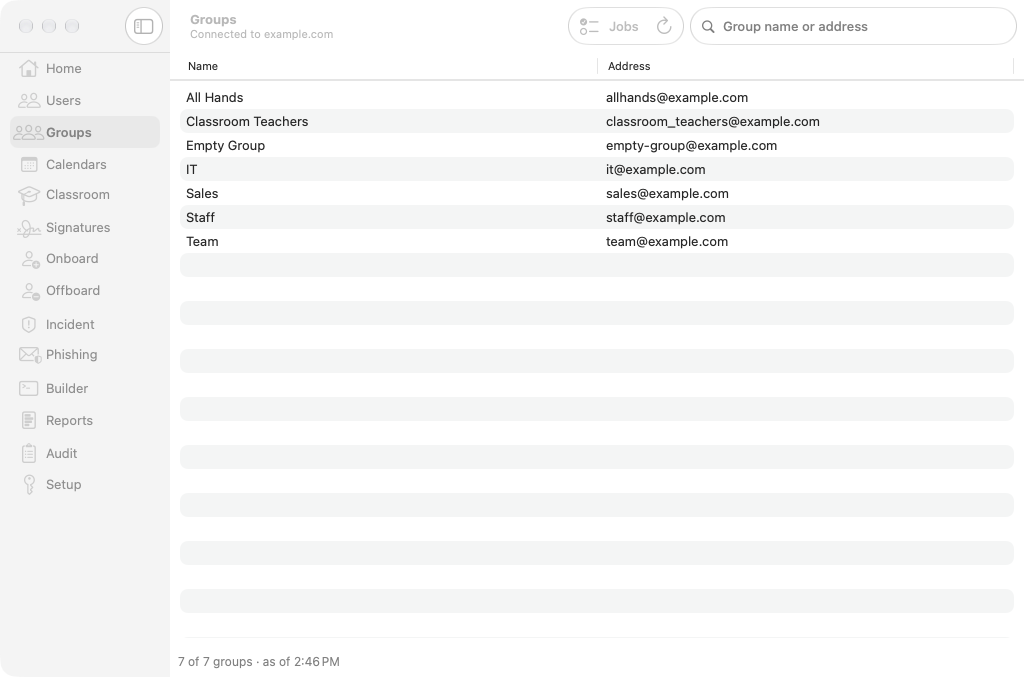 Groups
Connected to example.com
Jobs
Group name or address
Home
Users
Groups
Calendars
Classroom
Signatures
Onboard
Offboard
Incident
Phishing
Builder
Reports
Audit
Setup
Name Address
All Hands allhands@example.com
Classroom Teachers classroom_teachers@example.com
Empty Group empty-group@example.com
IT it@example.com
Sales sales@example.com
Staff staff@example.com
Team team@example.com
7 of 7 groups · as of 2:46 PM